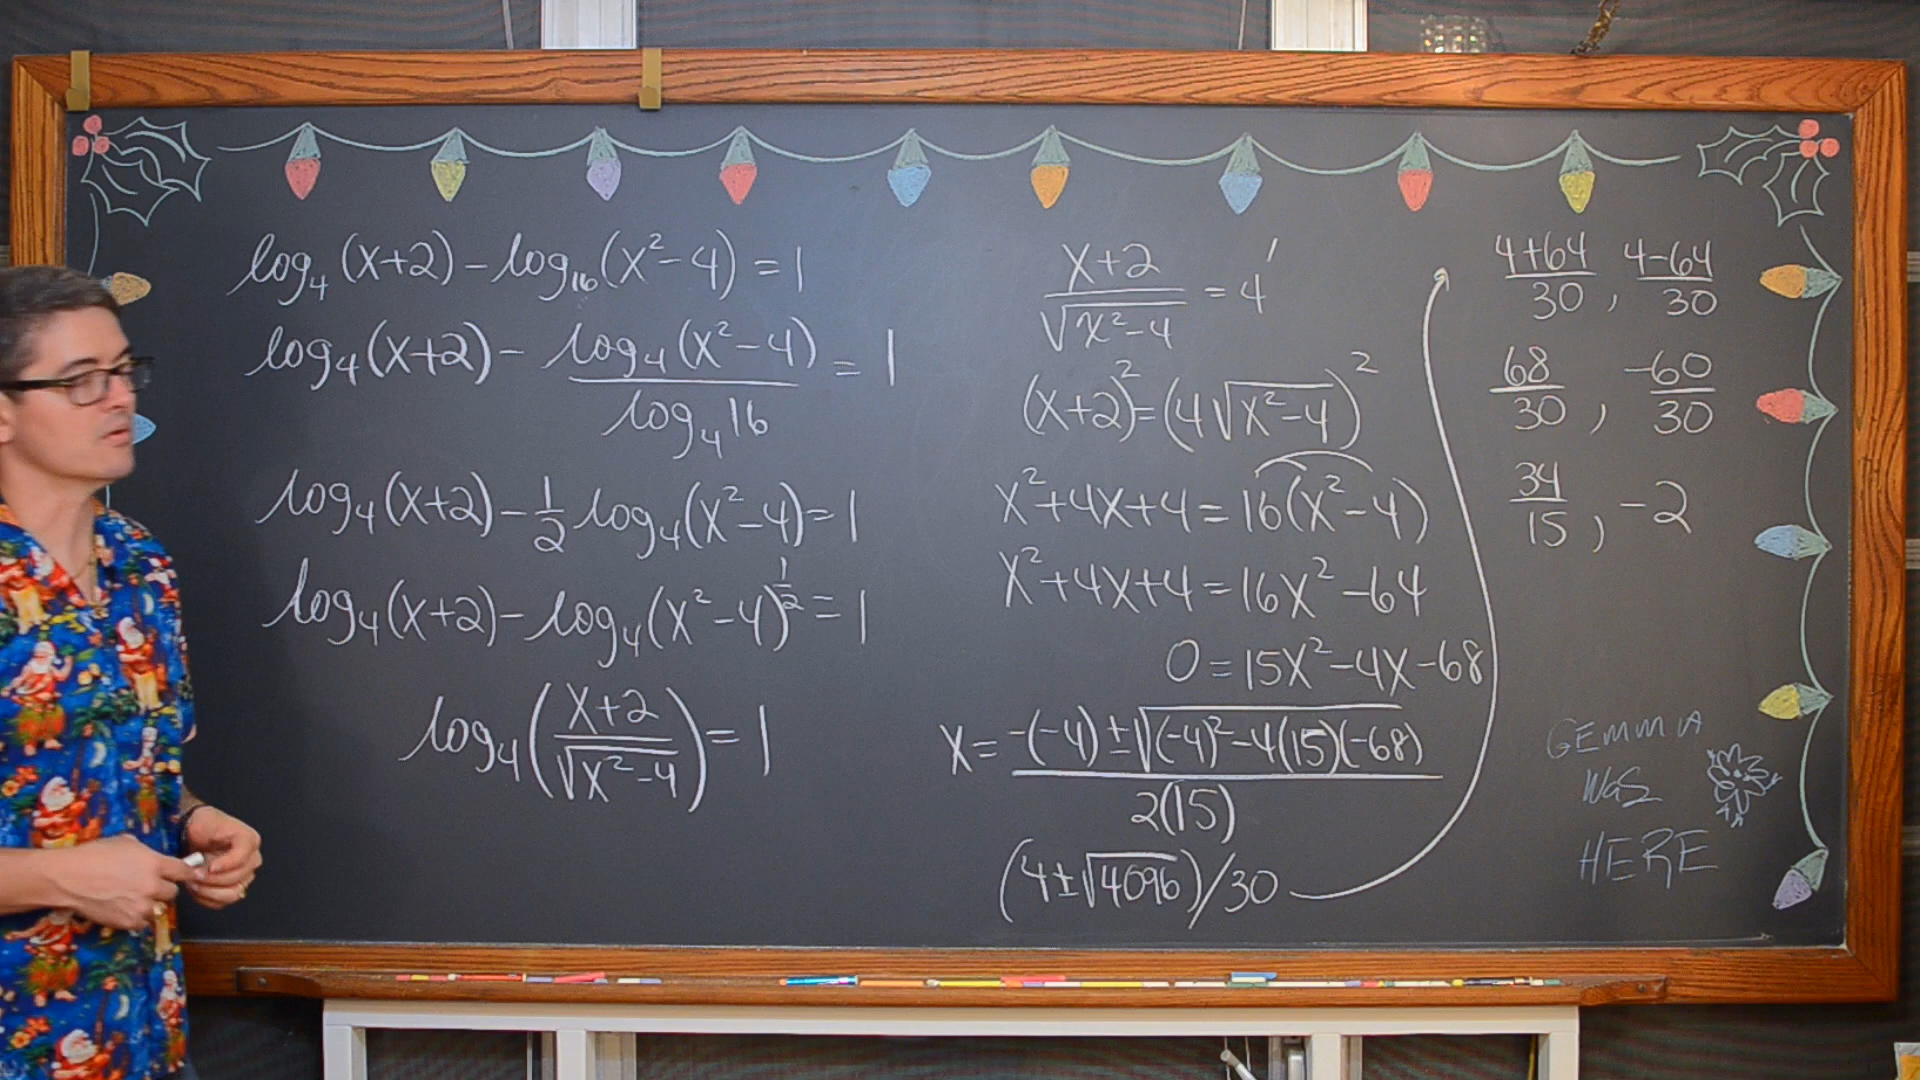 log₄(x+2)-log₁₆(x²-4)=1
log₄(x+2)-log₄(x²-4)/log₄16=1
log₄(x+2)-½log₄(x²-4)=1
log₄(x+2)-log₄(x²-4)^½=1
log₄((x+2)/√(x²-4))=1
(x+2)/√(x²-4)=4¹
(x+2)²=(4√(x²-4))²
x²+4x+4=16(x²-4)
x²+4x+4=16x²-64
0=15x²-4x-68
x=(-(-4)±√((-4)²-4(15)(-68)))/2(15)
(4±√4096)/30
(4+64)/30, (4-64)/30
68/30, -60/30
34/15, -2
GEMMA
WAS
HERE